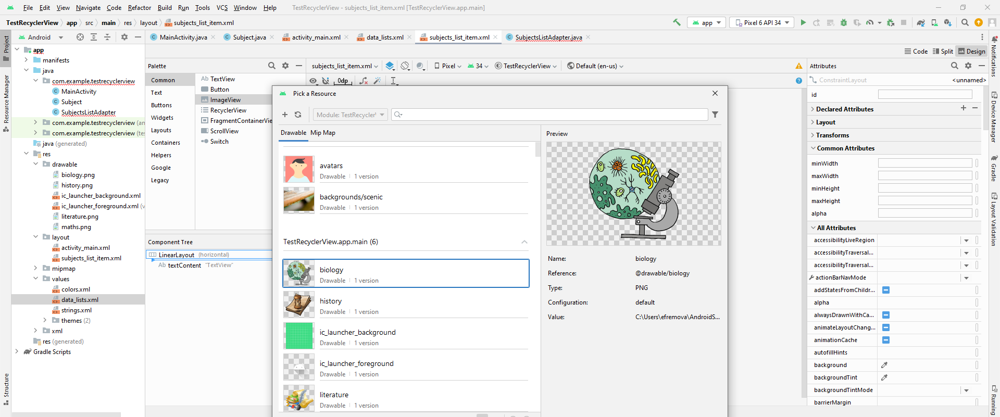 File Edit View Navigate Code Refactor Build Run Tools VCS Window Help TestRecyclerView - subjects_list_item.xml [TestRecyclerView.app.main]
TestRecyclerView app src main res layout subjects_list_item.xml app Pixel 6 API 34
Android MainActivity.java Subject.java activity_main.xml data_lists.xml subjects_list_item.xml SubjectsListAdapter.java
Project
Resource Manager
Structure
app
manifests
java
com.example.testrecyclerview
MainActivity
Subject
SubjectsListAdapter
com.example.testrecyclerview (an
com.example.testrecyclerview (tes
java (generated)
res
drawable
biology.png
history.png
ic_launcher_background.xml
ic_launcher_foreground.xml (v
literature.png
maths.png
layout
activity_main.xml
subjects_list_item.xml
mipmap
values
colors.xml
data_lists.xml
strings.xml
themes (2)
xml
res (generated)
Gradle Scripts
Code Split Design
Palette
Common
Text
Buttons
Widgets
Layouts
Containers
Helpers
Google
Legacy
Ab TextView
Button
ImageView
RecyclerView
FragmentContainerVie
ScrollView
Switch
Component Tree
LinearLayout (horizontal)
Ab textContent "TextView"
subjects_list_item.xml Pixel 34 TestRecyclerView Default (en-us)
0dp
Pick a Resource
Module: TestRecycler
Drawable Mip Map
avatars
Drawable 1 version
backgrounds/scenic
Drawable 1 version
TestRecyclerView.app.main (6)
biology
Drawable 1 version
history
Drawable 1 version
ic_launcher_background
Drawable 1 version
ic_launcher_foreground
Drawable 1 version
literature
Drawable 1 version
Preview
Name: biology
Reference: @drawable/biology
Type: PNG
Configuration: default
Value: C:\Users\efremova\AndroidS...
Attributes
ConstraintLayout <unnamed>
id
Declared Attributes
Layout
Transforms
Common Attributes
minWidth
maxWidth
minHeight
maxHeight
alpha
All Attributes
accessibilityLiveRegion
accessibilityTraversal...
accessibilityTraversal...
actionBarNavMode
addStatesFromChildr...
alpha
alwaysDrawnWithCa...
animateLayoutChang...
animationCache
autofillHints
background
backgroundTint
backgroundTintMode
barrierMargin
Notifications
Device Manager
Gradle
Layout Validation
Running